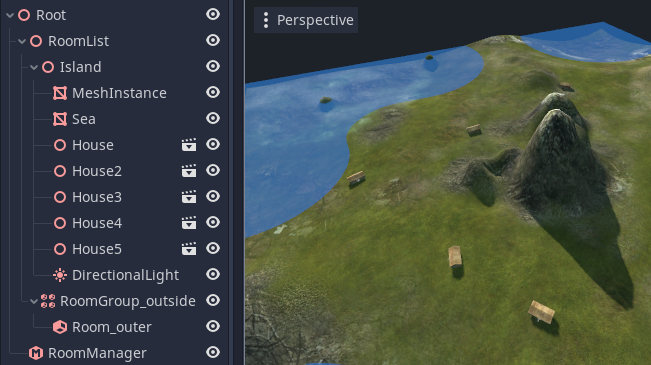 Root
RoomList
Island
MeshInstance
Sea
House
House2
House3
House4
House5
DirectionalLight
RoomGroup_outside
Room_outer
RoomManager
Perspective